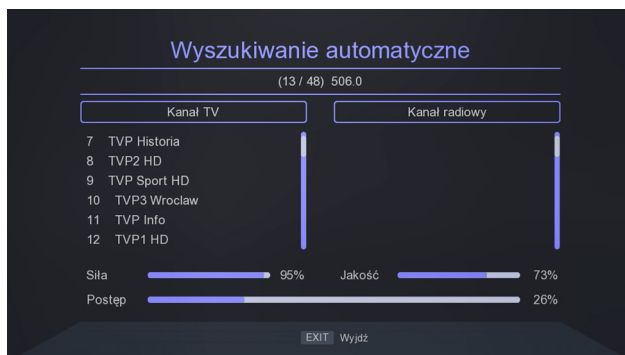 Wyszukiwanie automatyczne
(13 / 48) 506.0
Kanał TV Kanał radiowy
7 TVP Historia
8 TVP2 HD
9 TVP Sport HD
10 TVP3 Wroclaw
11 TVP Info
12 TVP1 HD
Siła 95% Jakość 73%
Postęp 26%
EXIT Wyjdź